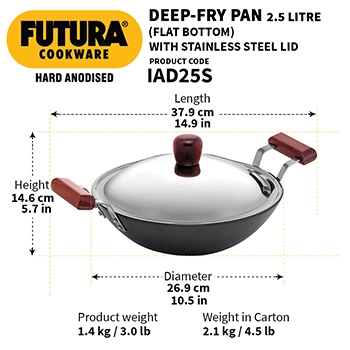 FUTURA®
COOKWARE
HARD ANODISED
DEEP-FRY PAN 2.5 LITRE
(FLAT BOTTOM)
WITH STAINLESS STEEL LID
PRODUCT CODE
IAD25S
Length
37.9 cm
14.9 in
Height
14.6 cm
5.7 in
Diameter
26.9 cm
10.5 in
Product weight
1.4 kg / 3.0 lb
Weight in Carton
2.1 kg / 4.5 lb